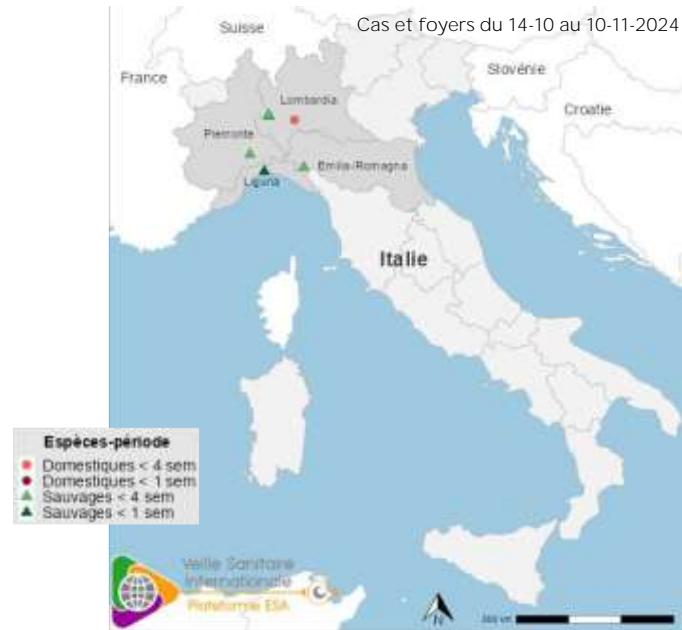 Cas et foyers du 14-10 au 10-11-2024
Suisse
Slovénie
France
Croatie
Lombardia
Piemonte
Emilia-Romagna
Liguria
Italie
Espèces-période
Domestiques < 4 sem
Domestiques < 1 sem
Sauvages < 4 sem
Sauvages < 1 sem
Veille Sanitaire
Internationale
Plateforme ESA
N